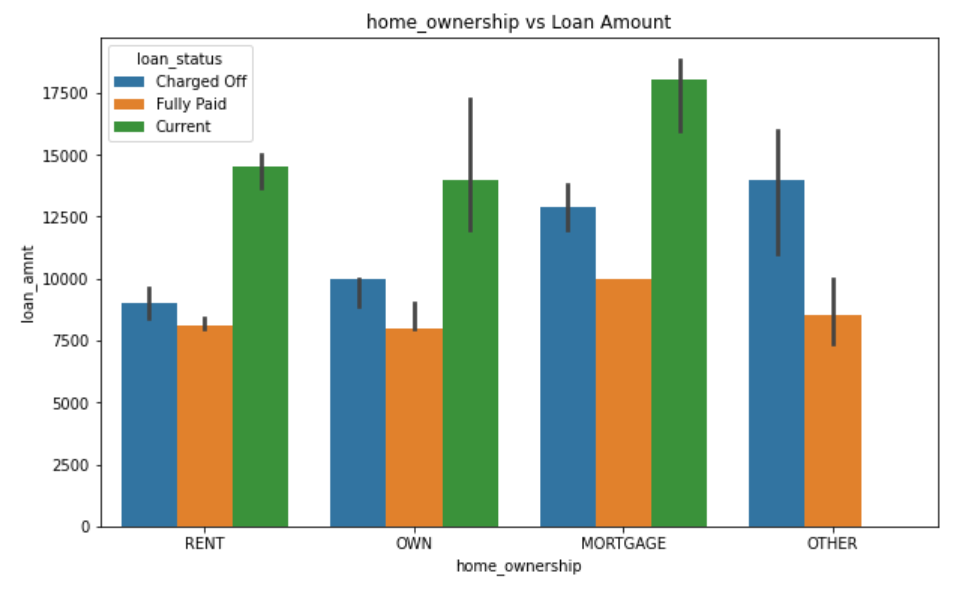 home_ownership vs Loan Amount
loan_status
Charged Off
Fully Paid
Current
17500
15000
12500
10000
7500
5000
2500
0
loan_amnt
RENT OWN MORTGAGE OTHER
home_ownership